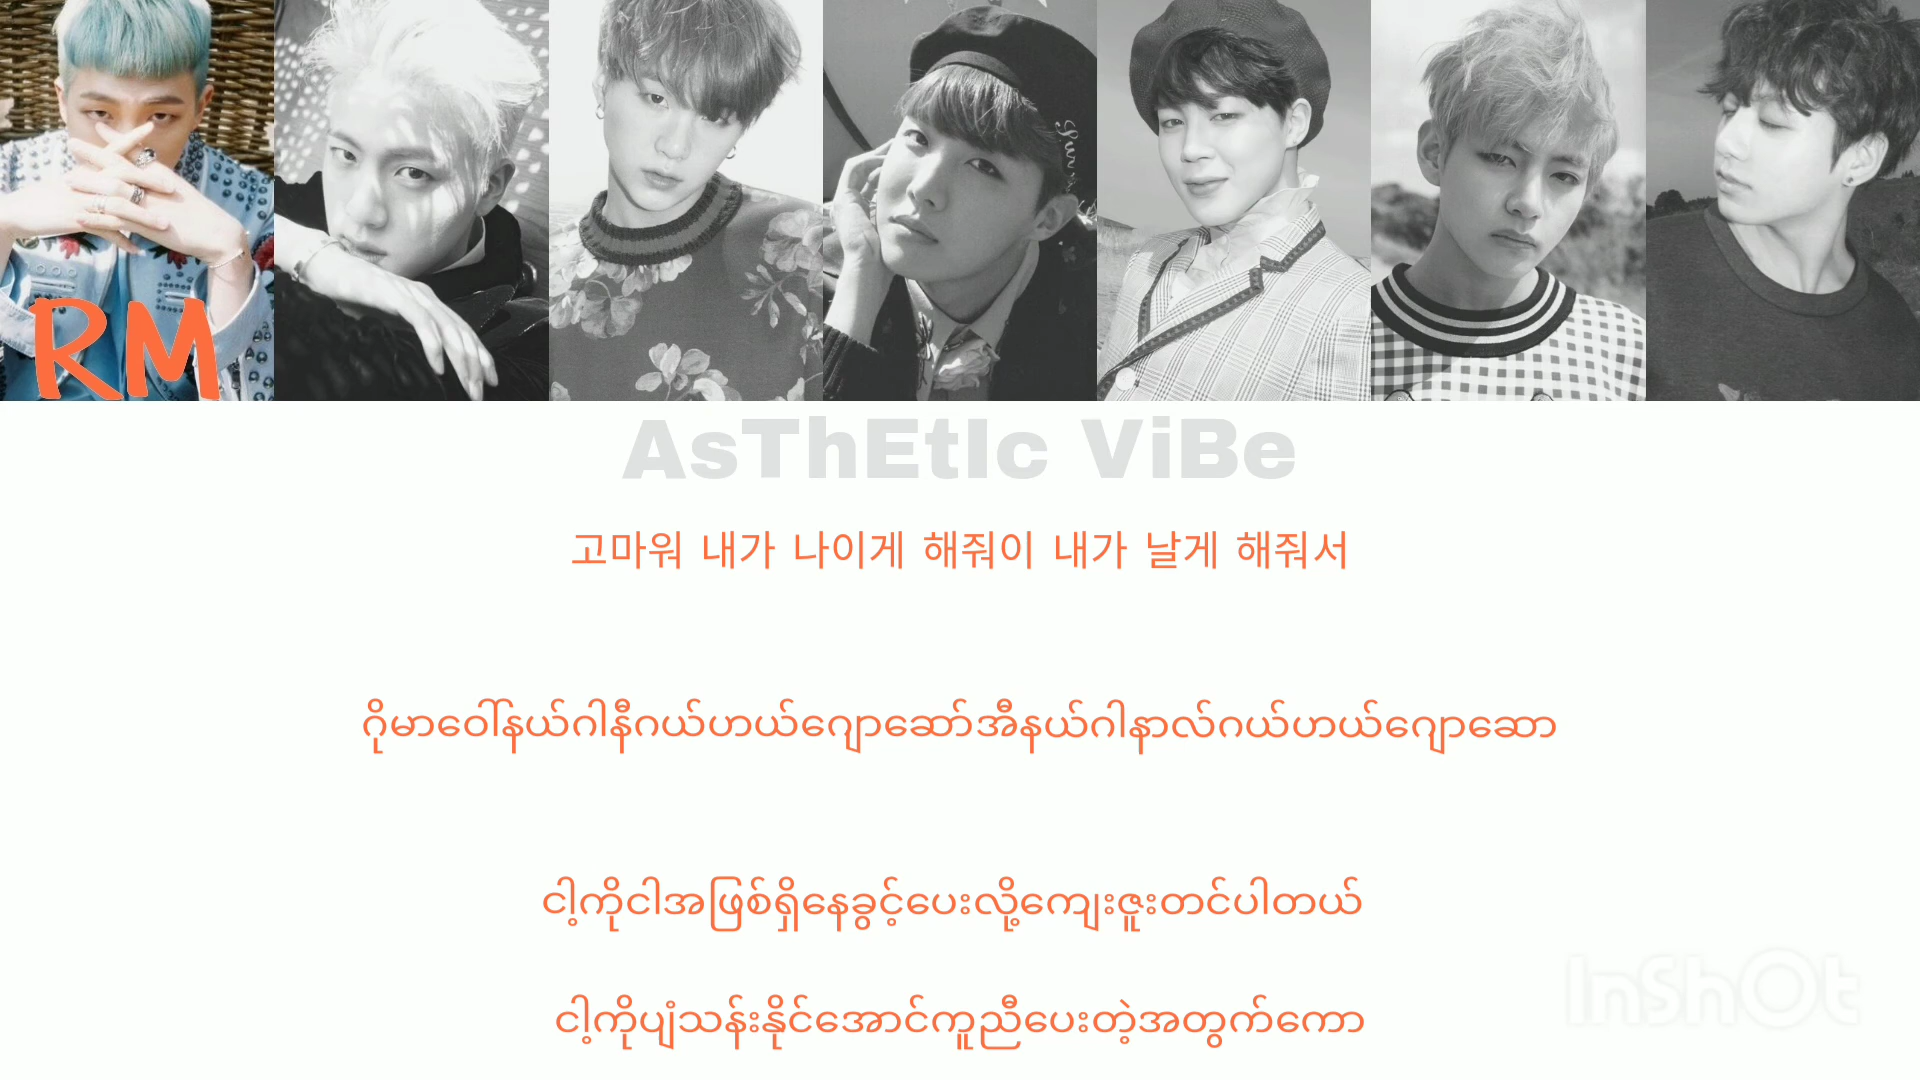 RM
AsThEtIc ViBe
고마워 내가 나이게 해줘이 내가 날게 해줘서
ဂိုမာဝေါ်နယ်ဂါနီဂယ်ဟယ်ဂျောဆော်အီနယ်ဂါနာလ်ဂယ်ဟယ်ဂျောဆော
ငါ့ကိုငါအဖြစ်ရှိနေခွင့်ပေးလို့ကျေးဇူးတင်ပါတယ်
ငါ့ကိုပျံသန်းနိုင်အောင်ကူညီပေးတဲ့အတွက်ကော
InShOt